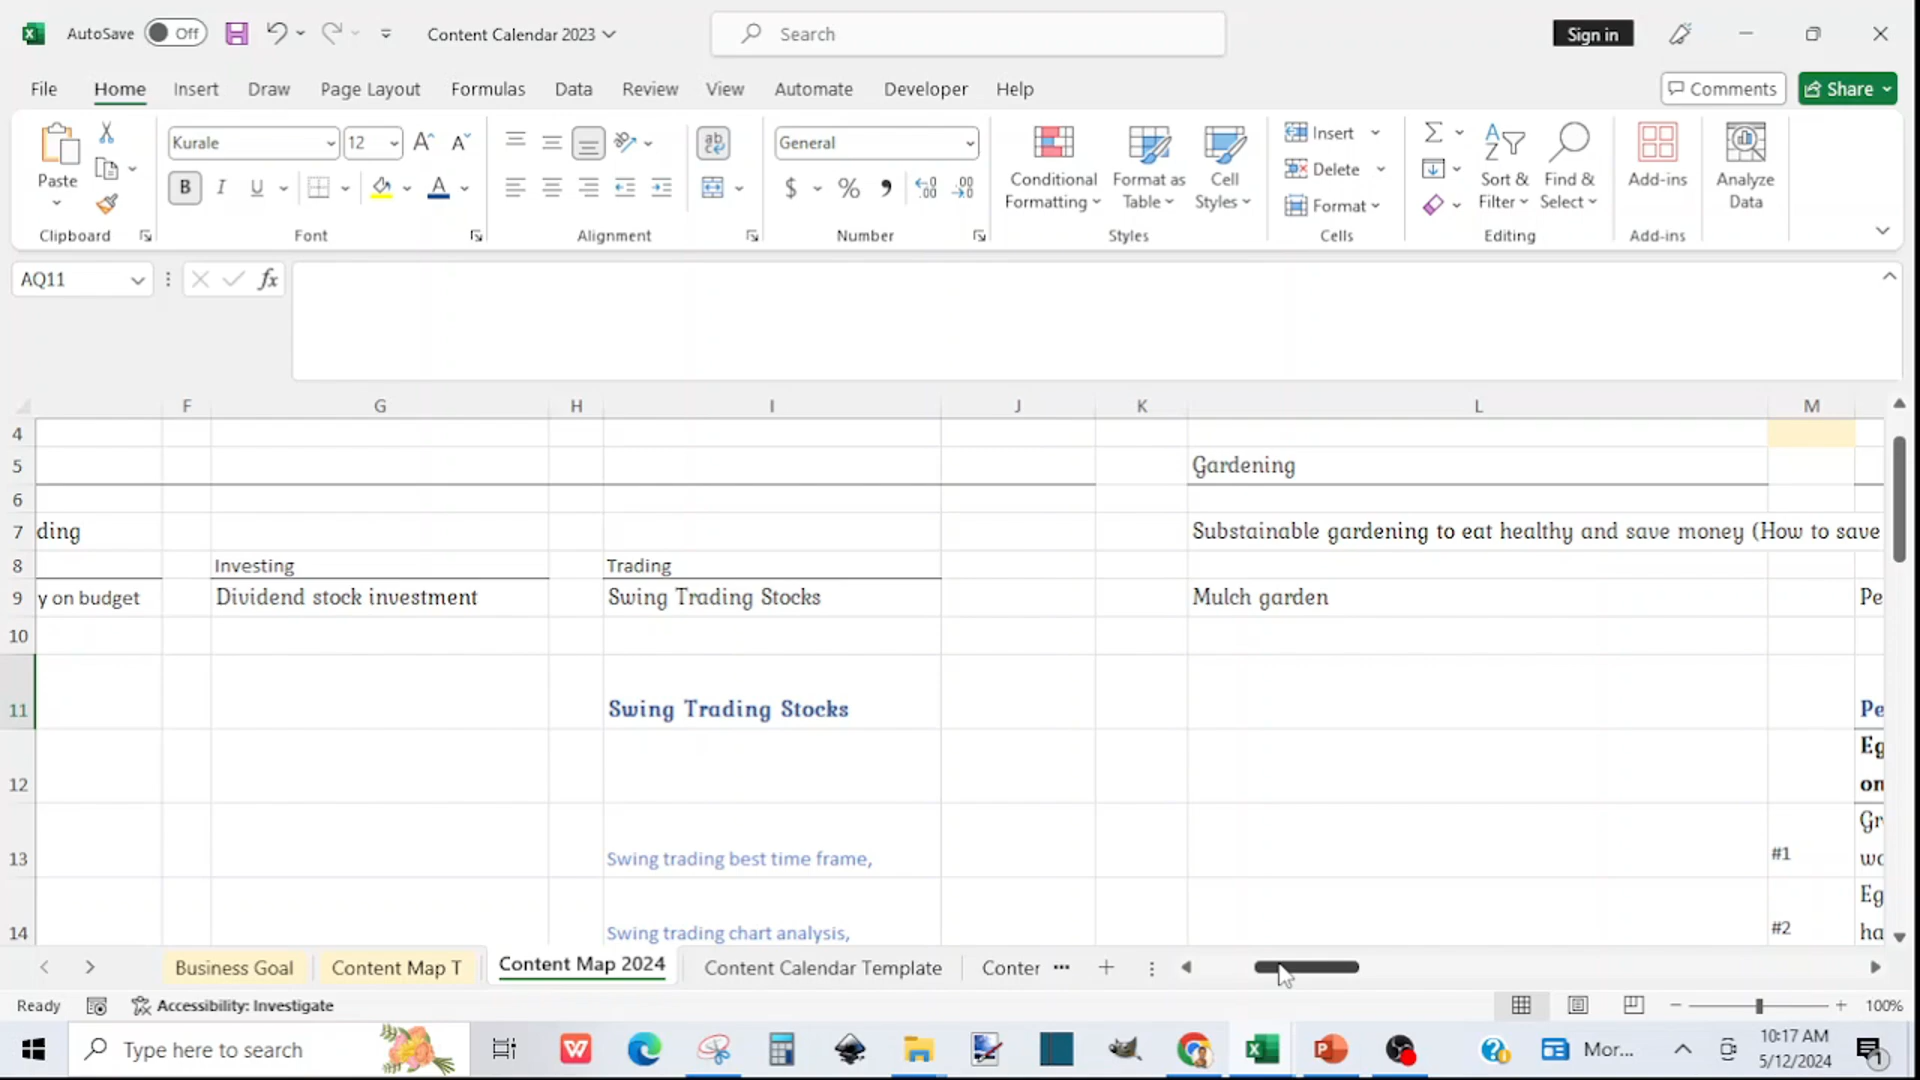 AutoSave Off Content Calendar 2023 Search Sign in
File Home Insert Draw Page Layout Formulas Data Review View Automate Developer Help Comments Share
Kurale 12 General Insert
Paste Conditional Formatting Format as Table Cell Styles Delete Sort & Filter Find & Select Add-ins Analyze Data
Format
Clipboard Font Alignment Number Styles Cells Editing Add-ins
AQ11 fx
F G H I J K L M
4
5 Gardening
6
7 ding Substainable gardening to eat healthy and save money (How to save
8 Investing Trading
9 y on budget Dividend stock investment Swing Trading Stocks Mulch garden Pe
10
11 Swing Trading Stocks Pe
Eg
12 on
Gr
13 Swing trading best time frame, #1 wa
Eg
14 Swing trading chart analysis, #2 ha
Business Goal Content Map T Content Map 2024 Content Calendar Template Conter ...
Ready Accessibility: Investigate 100%
Type here to search Mor... 10:17 AM
5/12/2024 1